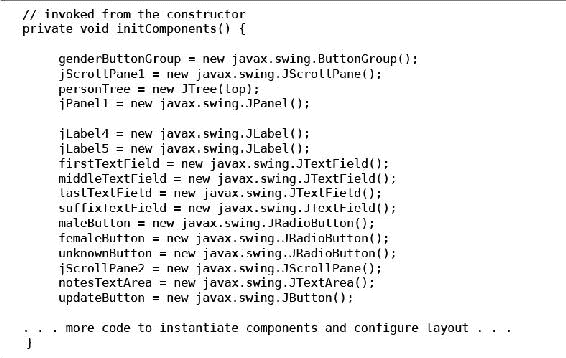 // invoked from the constructor
private void initComponents() {
genderButtonGroup = new javax.swing.ButtonGroup();
jScrollPane1 = new javax.swing.JScrollPane();
personTree = new JTree(top);
jPanel1 = new javax.swing.JPanel();
jLabel4 = new javax.swing.JLabel();
jLabel5 = new javax.swing.JLabel();
firstTextField = new javax.swing.JTextField();
middleTextField = new javax.swing.JTextField();
lastTextField = new javax.swing.JTextField();
suffixTextField = new javax.swing.JTextField();
maleButton = new javax.swing.JRadioButton();
femaleButton = new javax.swing.JRadioButton();
unknownButton = new javax.swing.JRadioButton();
jScrollPane2 = new javax.swing.JScrollPane();
notesTextArea = new javax.swing.JTextArea();
updateButton = new javax.swing.JButton();
. . . more code to instantiate components and configure layout . . .
}